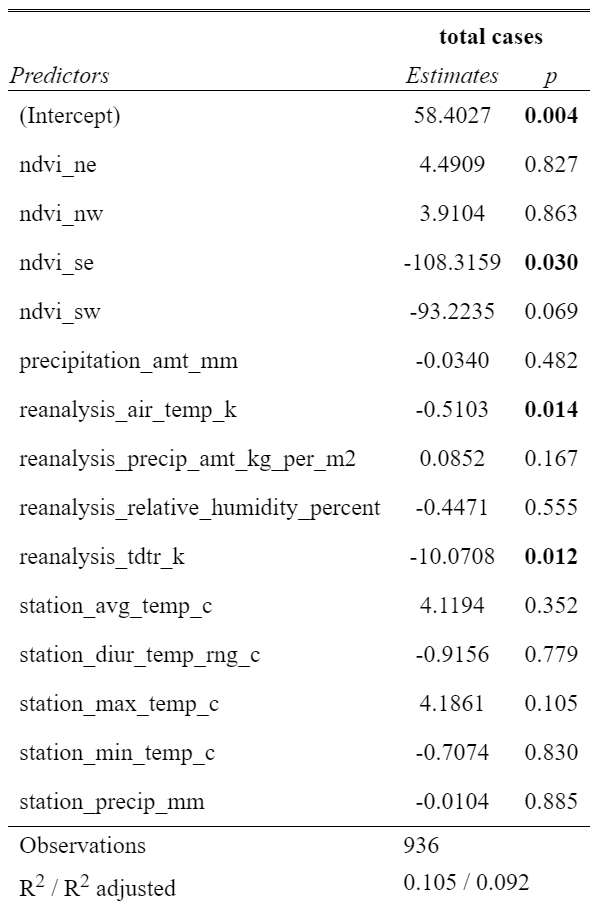 total cases
Predictors Estimates p
(Intercept) 58.4027 0.004
ndvi_ne 4.4909 0.827
ndvi_nw 3.9104 0.863
ndvi_se -108.3159 0.030
ndvi_sw -93.2235 0.069
precipitation_amt_mm -0.0340 0.482
reanalysis_air_temp_k -0.5103 0.014
reanalysis_precip_amt_kg_per_m2 0.0852 0.167
reanalysis_relative_humidity_percent -0.4471 0.555
reanalysis_tdtr_k -10.0708 0.012
station_avg_temp_c 4.1194 0.352
station_diur_temp_rng_c -0.9156 0.779
station_max_temp_c 4.1861 0.105
station_min_temp_c -0.7074 0.830
station_precip_mm -0.0104 0.885
Observations 936
R² / R² adjusted 0.105 / 0.092